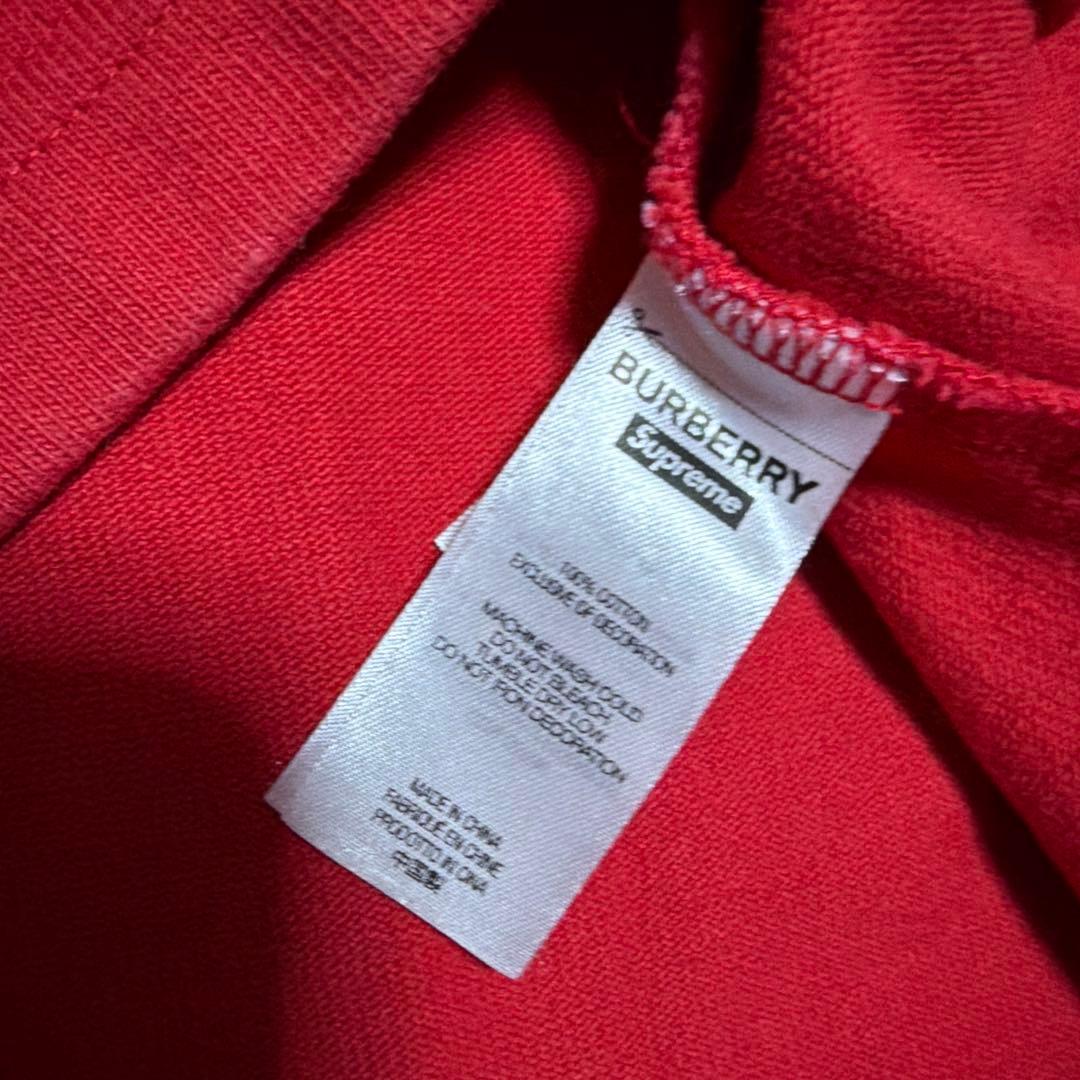 BURBERRY
Supreme
100% COTTON
EXCLUSIVE OF DECORATION
MACHINE WASH COLD
DO NOT BLEACH
TUMBLE DRY LOW
DO NOT IRON DECORATION
MADE IN CHINA
FABRIQUÉ EN CHINE
PRODOTTO IN CINA